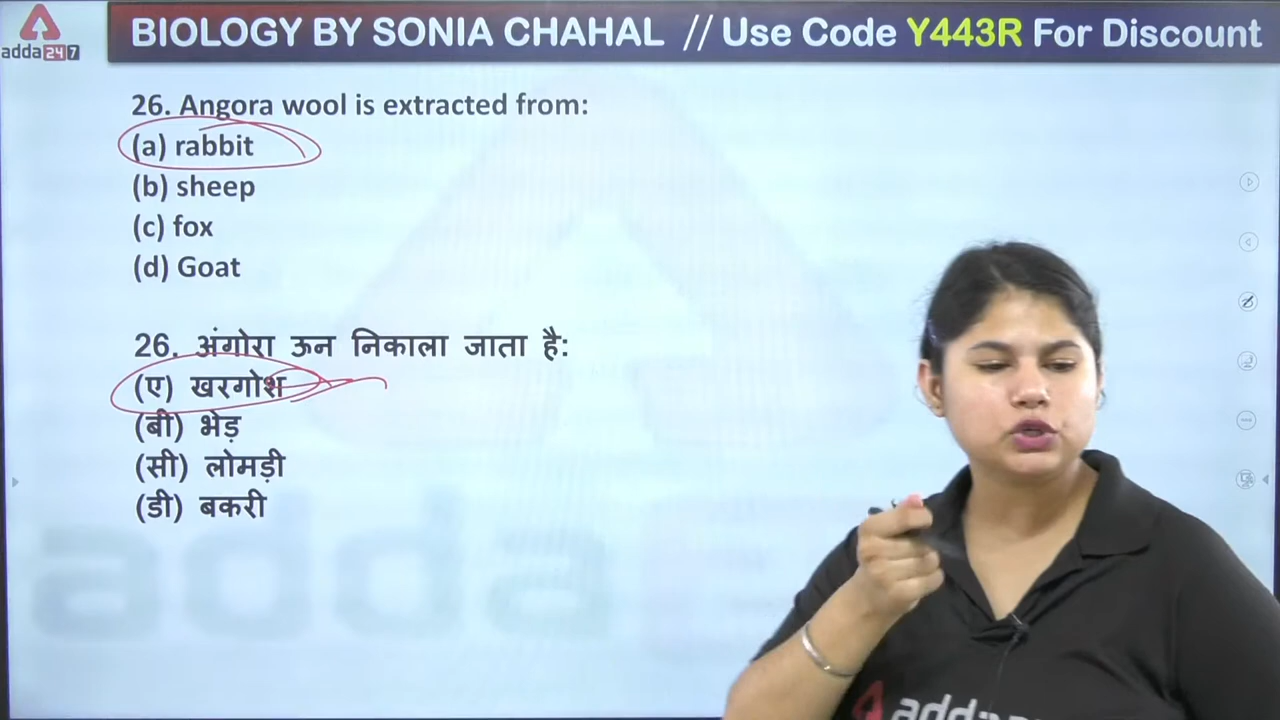 adda247
BIOLOGY BY SONIA CHAHAL // Use Code Y443R For Discount
26. Angora wool is extracted from:
(a) rabbit
(b) sheep
(c) fox
(d) Goat
26. अंगोरा ऊन निकाला जाता है:
(ए) खरगोश
(बी) भेड़
(सी) लोमड़ी
(डी) बकरी
adda